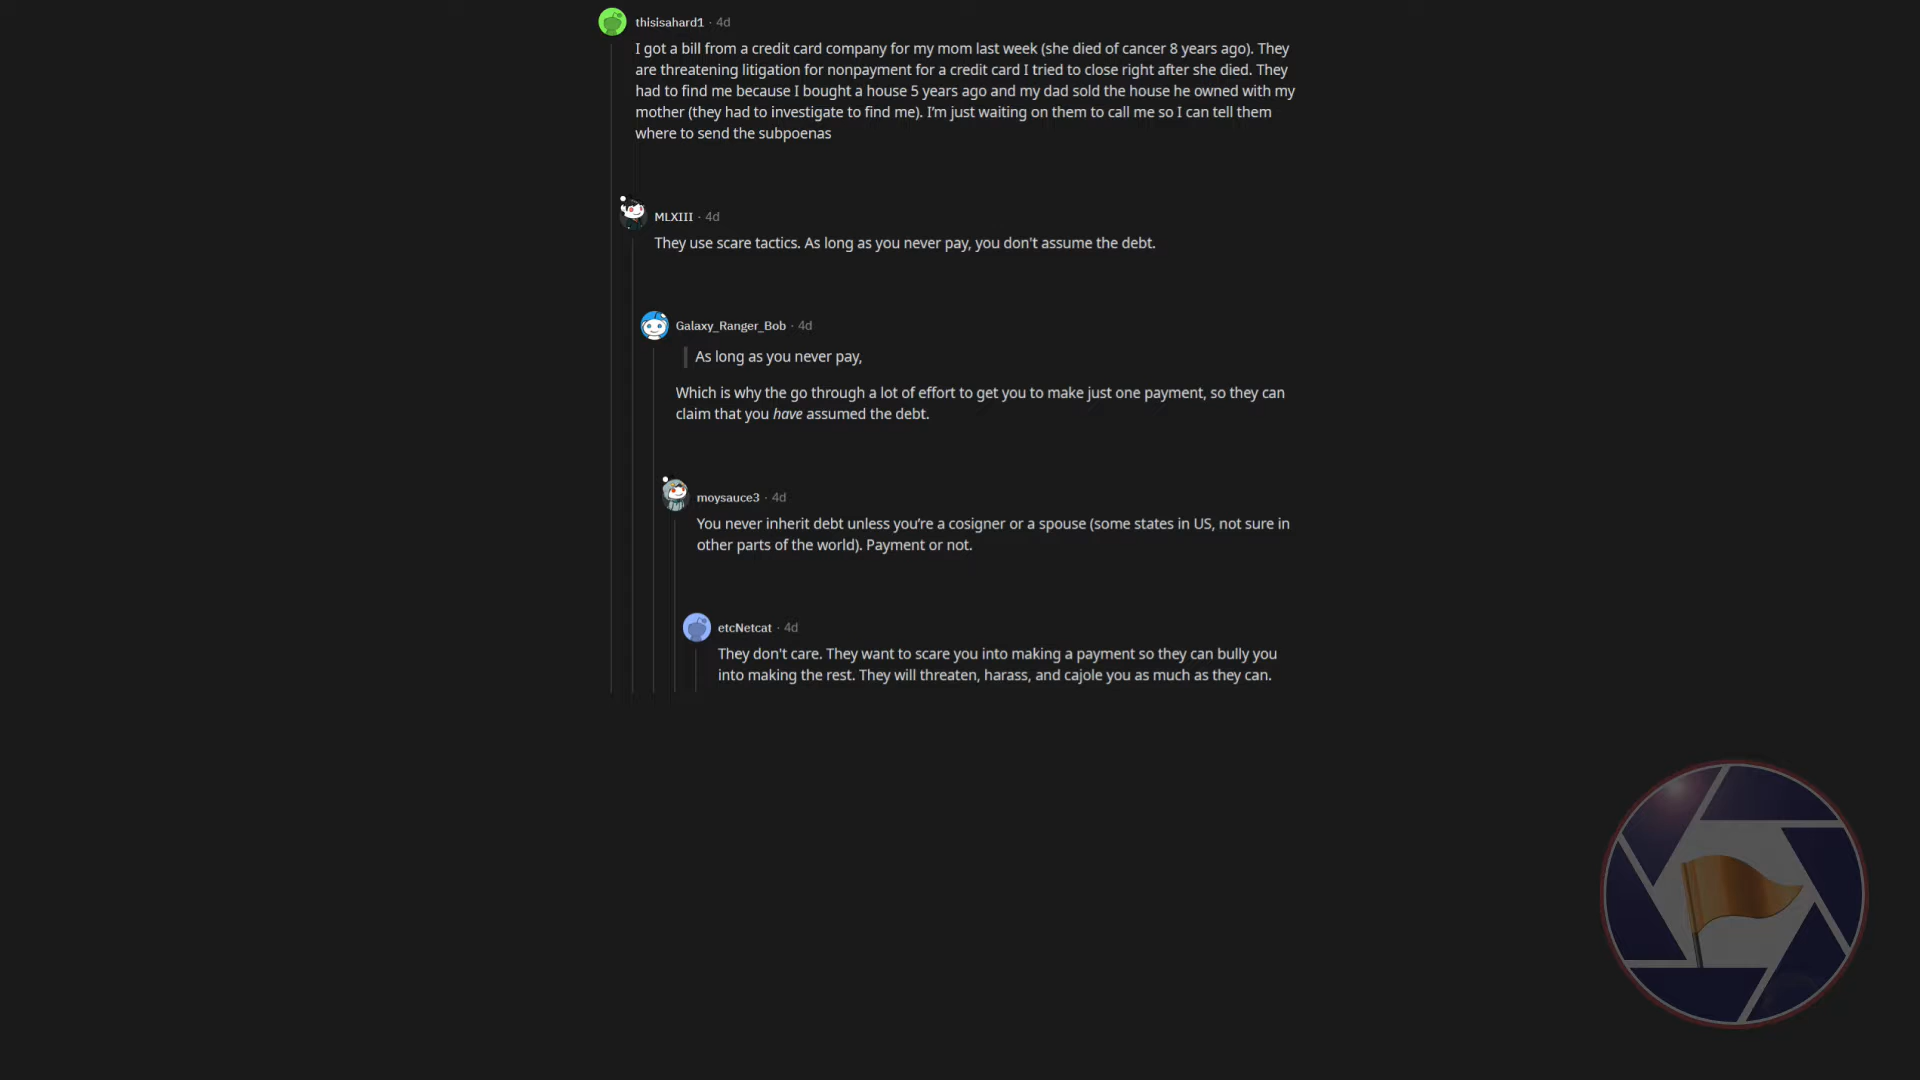 thisisahard1 · 4d
I got a bill from a credit card company for my mom last week (she died of cancer 8 years ago). They
are threatening litigation for nonpayment for a credit card I tried to close right after she died. They
had to find me because I bought a house 5 years ago and my dad sold the house he owned with my
mother (they had to investigate to find me). I’m just waiting on them to call me so I can tell them
where to send the subpoenas
MLXIII · 4d
They use scare tactics. As long as you never pay, you don't assume the debt.
Galaxy_Ranger_Bob · 4d
As long as you never pay,
Which is why the go through a lot of effort to get you to make just one payment, so they can
claim that you have assumed the debt.
moysauce3 · 4d
You never inherit debt unless you’re a cosigner or a spouse (some states in US, not sure in
other parts of the world). Payment or not.
etcNetcat · 4d
They don't care. They want to scare you into making a payment so they can bully you
into making the rest. They will threaten, harass, and cajole you as much as they can.